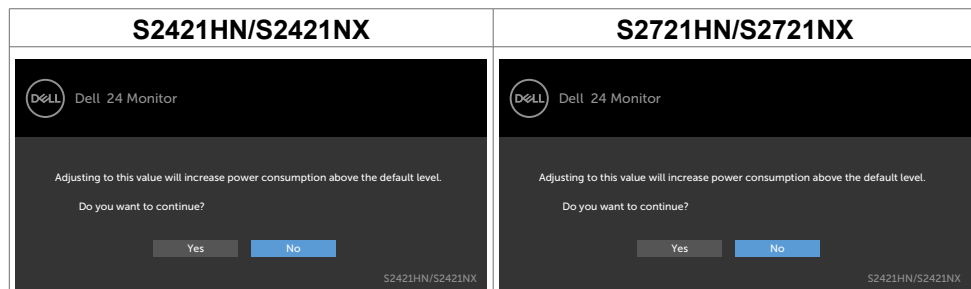 S2421HN/S2421NX
S2721HN/S2721NX
DELL Dell 24 Monitor
Adjusting to this value will increase power consumption above the default level.
Do you want to continue?
Yes No
S2421HN/S2421NX
DELL Dell 24 Monitor
Adjusting to this value will increase power consumption above the default level.
Do you want to continue?
Yes No
S2421HN/S2421NX